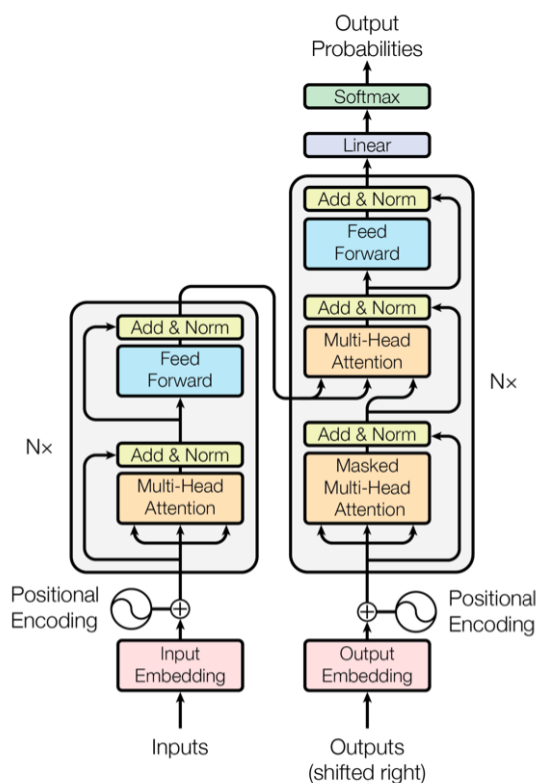 Output
Probabilities
Softmax
Linear
Add & Norm
Feed
Forward
Add & Norm
Multi-Head
Attention
N×
Add & Norm
Masked
Multi-Head
Attention
Add & Norm
Feed
Forward
N×
Add & Norm
Multi-Head
Attention
Positional
Encoding
Positional
Encoding
Input
Embedding
Output
Embedding
Inputs
Outputs
(shifted right)